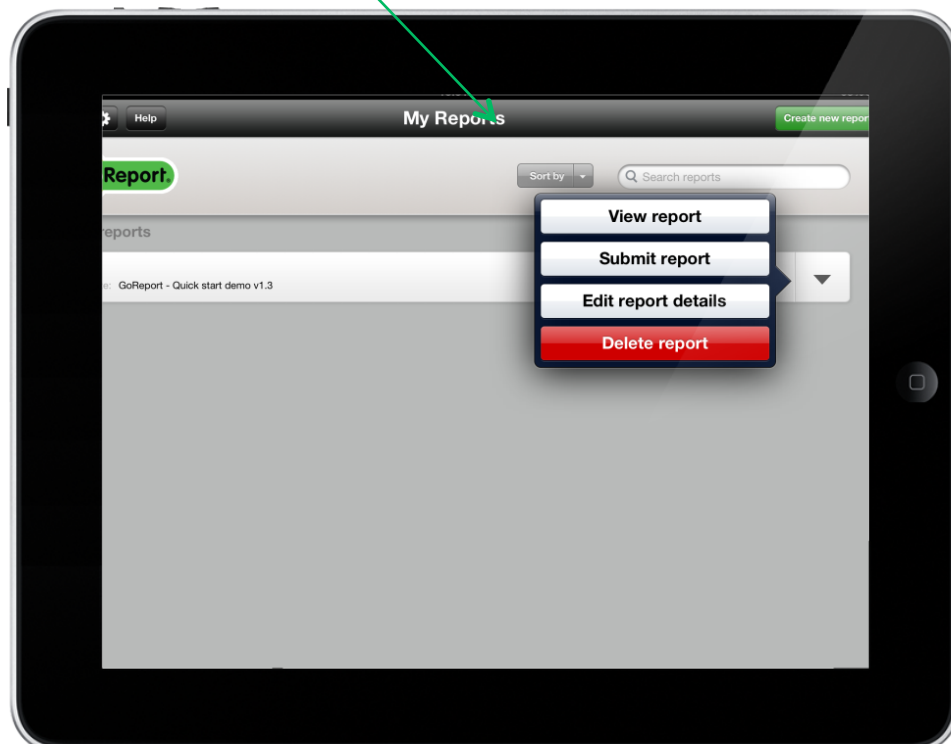 Help
My Reports
Create new repor
Report.
Sort by
Search reports
reports
View report
Submit report
e: GoReport - Quick start demo v1.3
Edit report details
Delete report